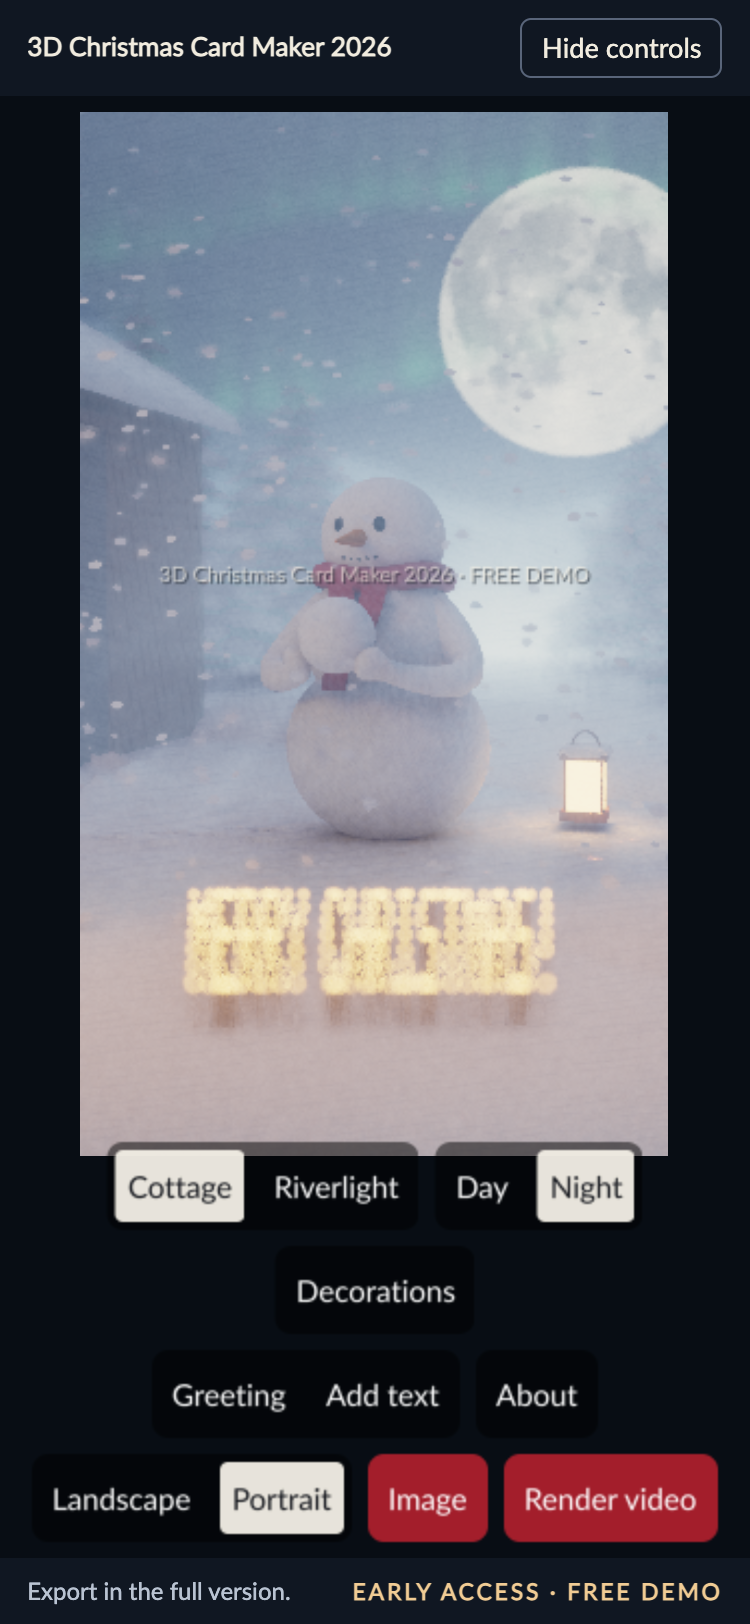 3D Christmas Card Maker 2026
Hide controls
3D Christmas Card Maker 2026 · FREE DEMO
Cottage
Riverlight
Day
Night
Decorations
Greeting
Add text
About
Landscape
Portrait
Image
Render video
Export in the full version.
EARLY ACCESS · FREE DEMO